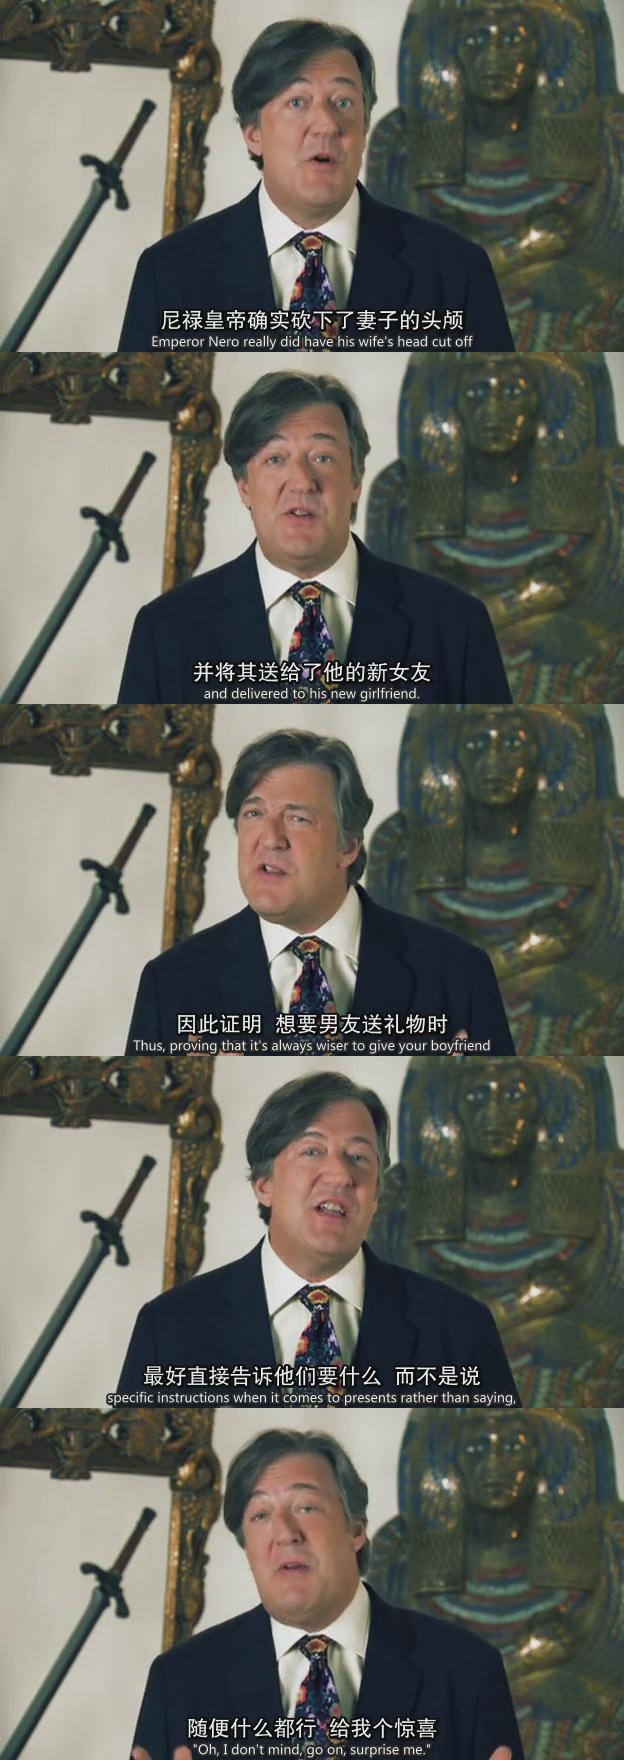 尼禄皇帝确实砍下了妻子的头颅
Emperor Nero really did have his wife's head cut off
并将其送给了他的新女友
and delivered to his new girlfriend.
因此证明 想要男友送礼物时
Thus, proving that it's always wiser to give your boyfriend
最好直接告诉他们要什么 而不是说
specific instructions when it comes to presents rather than saying,
随便什么都行 给我个惊喜
"Oh, I don't mind, go on, surprise me."